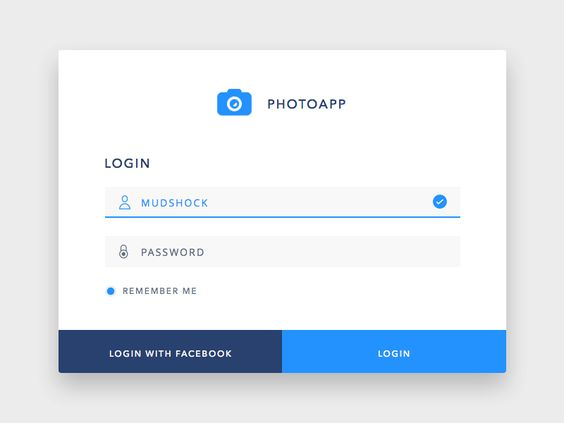 PHOTOAPP
LOGIN
MUDSHOCK
PASSWORD
REMEMBER ME
LOGIN WITH FACEBOOK
LOGIN